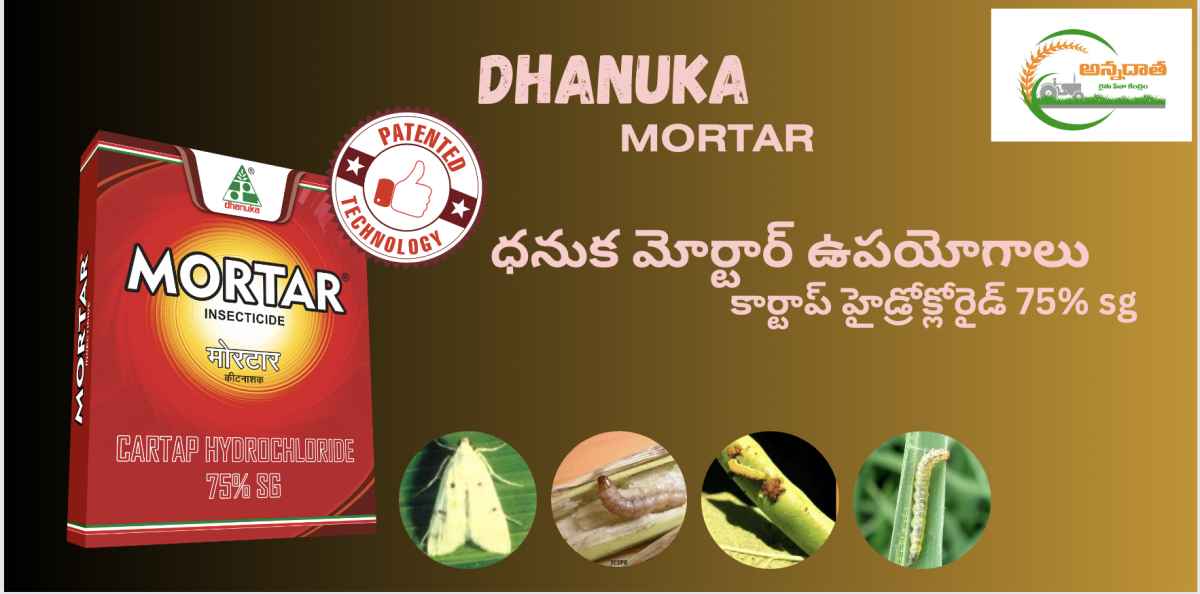 DHANUKA
MORTAR
అన్నదాత
రైతు సేవా కేంద్రం
PATENTED
TECHNOLOGY
dhanuka
MORTAR
INSECTICIDE
मोरटार
कीटनाशक
CARTAP HYDROCHLORIDE
75% SG
MORTAR
INSECTICIDE
ధనుక మోర్టార్ ఉపయోగాలు
కార్టాప్ హైడ్రోక్లోరైడ్ 75% sg